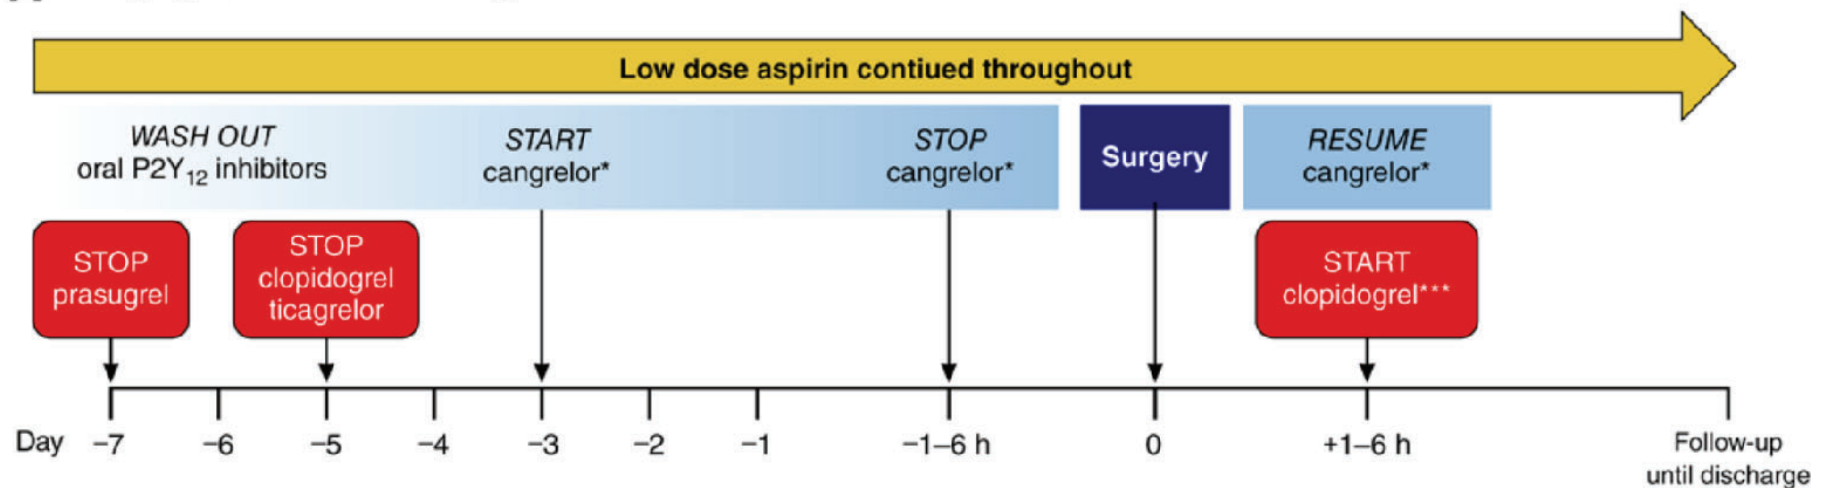 Low dose aspirin contiued throughout
WASH OUT
oral P2Y12 inhibitors
START
cangrelor*
STOP
cangrelor*
Surgery
RESUME
cangrelor*
STOP
prasugrel
STOP
clopidogrel
ticagrelor
START
clopidogrel***
Day −7 −6 −5 −4 −3 −2 −1 −1–6 h 0 +1–6 h Follow-up
until discharge